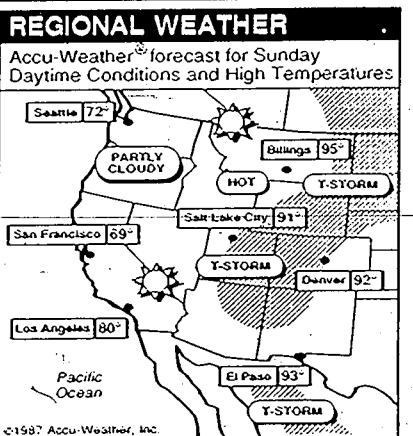 REGIONAL WEATHER
Accu-Weather® forecast for Sunday
Daytime Conditions and High Temperatures
Seattle 72°
PARTLY
CLOUDY
Billings 95°
HOT
T-STORM
Salt Lake City 91°
San Francisco 69°
T-STORM
Denver 92°
Los Angeles 80°
El Paso 93°
Pacific
Ocean
T-STORM
©1987 Accu-Weather, Inc.